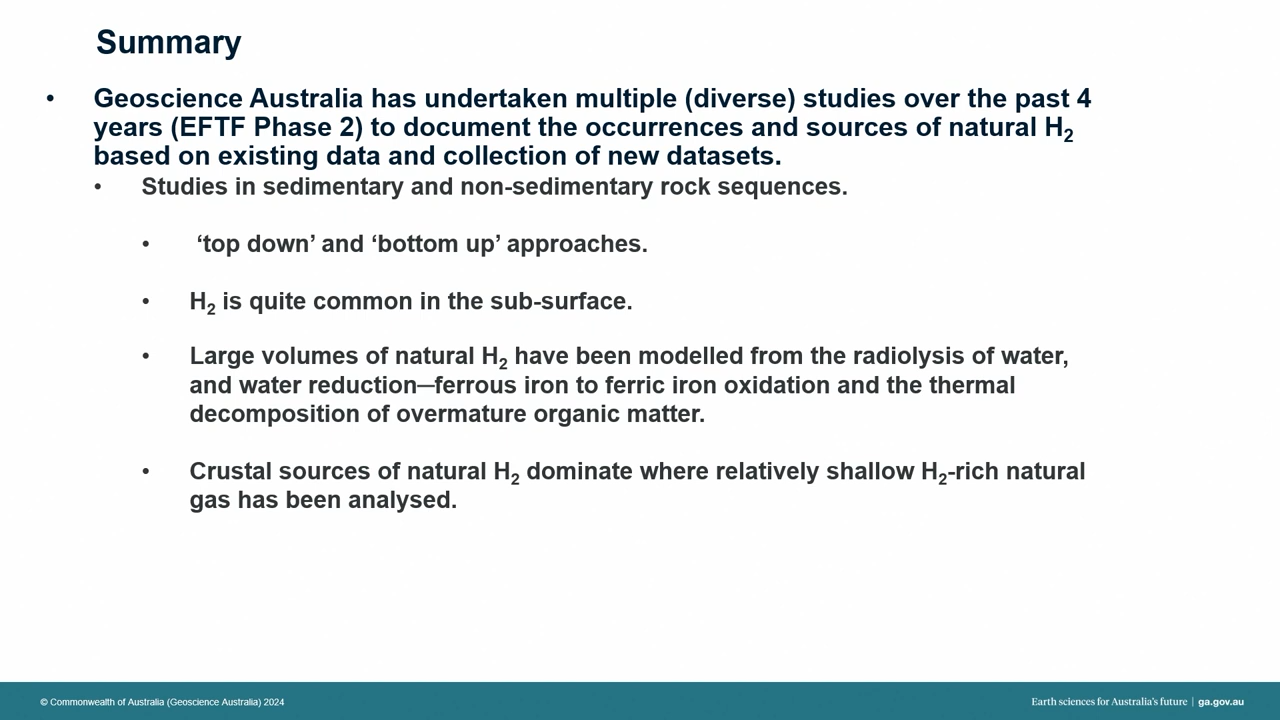 Summary
• Geoscience Australia has undertaken multiple (diverse) studies over the past 4
years (EFTF Phase 2) to document the occurrences and sources of natural H₂
based on existing data and collection of new datasets.
• Studies in sedimentary and non-sedimentary rock sequences.
• ‘top down’ and ‘bottom up’ approaches.
• H₂ is quite common in the sub-surface.
• Large volumes of natural H₂ have been modelled from the radiolysis of water,
and water reduction─ferrous iron to ferric iron oxidation and the thermal
decomposition of overmature organic matter.
• Crustal sources of natural H₂ dominate where relatively shallow H₂-rich natural
gas has been analysed.
© Commonwealth of Australia (Geoscience Australia) 2024
Earth sciences for Australia’s future | ga.gov.au